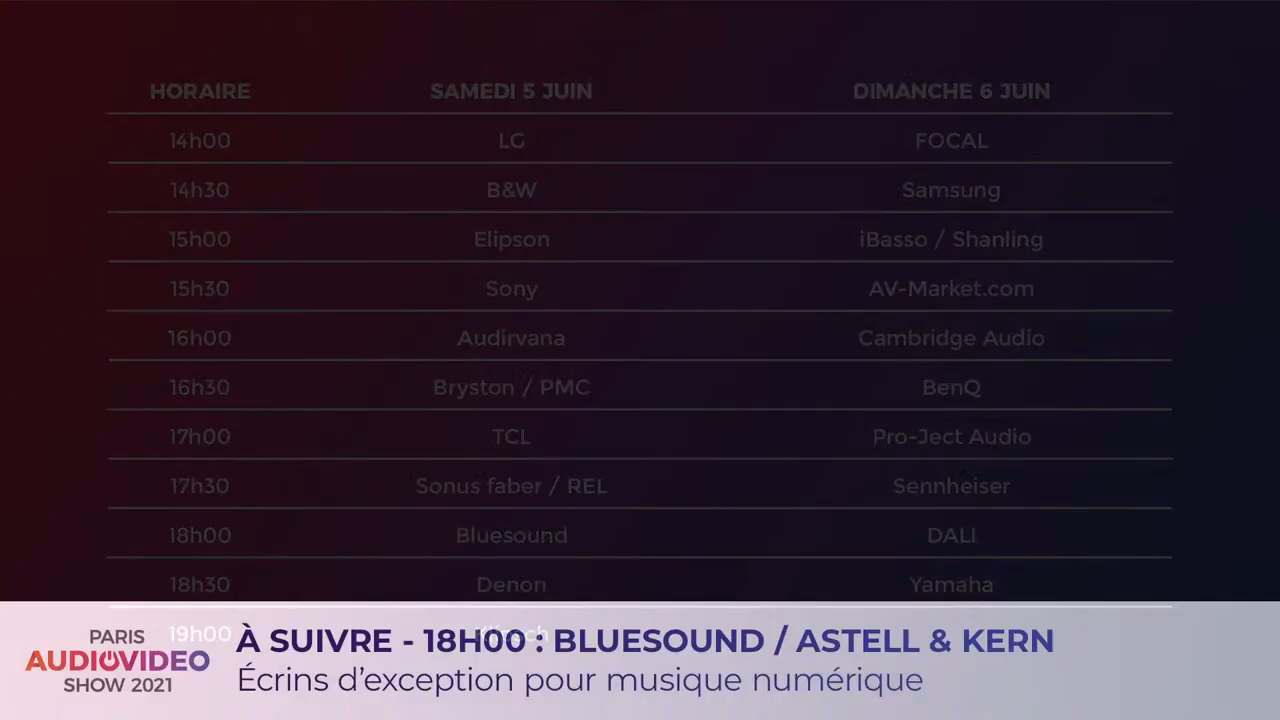 HORAIRE SAMEDI 5 JUIN DIMANCHE 6 JUIN
14h00 LG FOCAL
14h30 B&W Samsung
15h00 Elipson iBasso / Shanling
15h30 Sony AV-Market.com
16h00 Audirvana Cambridge Audio
16h30 Bryston / PMC BenQ
17h00 TCL Pro-Ject Audio
17h30 Sonus faber / REL Sennheiser
18h00 Bluesound DALI
18h30 Denon Yamaha
19h00
PARIS
AUDIOVIDEO
SHOW 2021
À SUIVRE - 18H00 : BLUESOUND / ASTELL & KERN
Écrins d’exception pour musique numérique